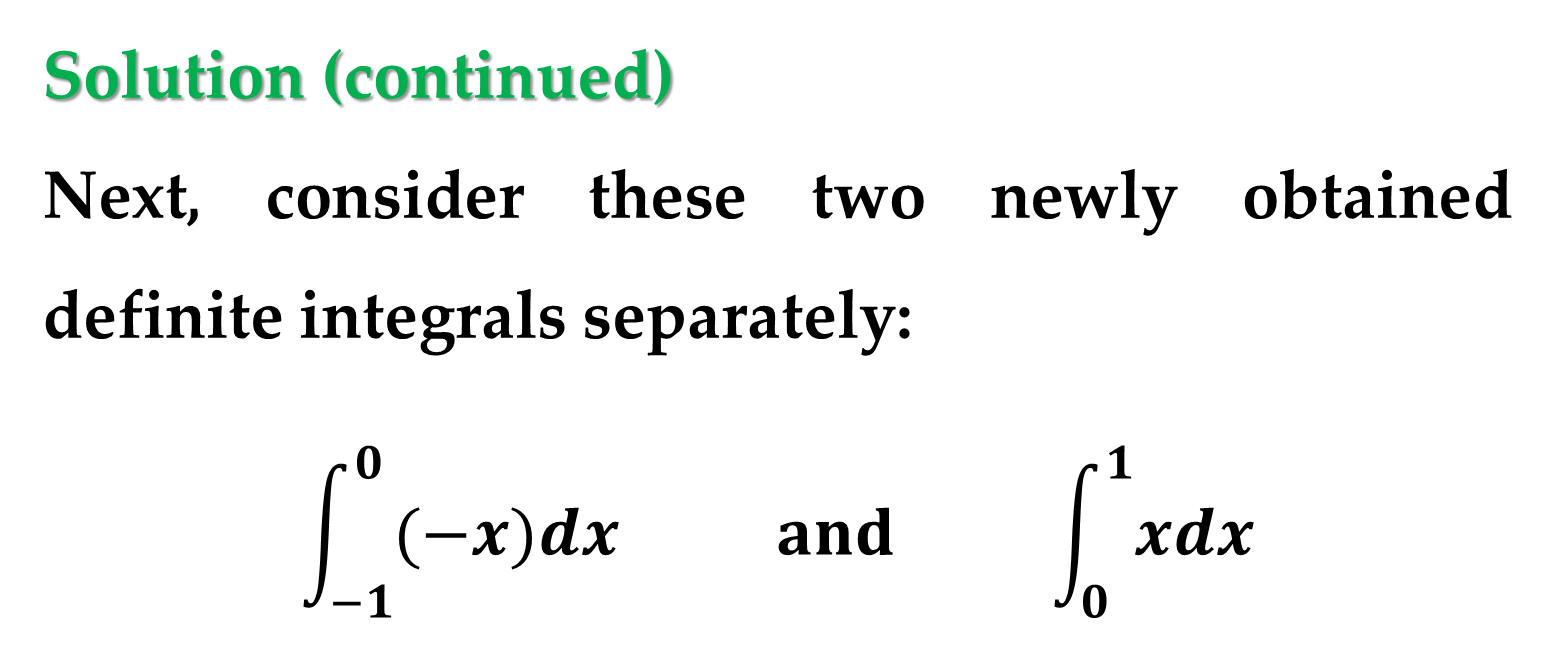 Solution (continued)
Next, consider these two newly obtained
definite integrals separately:
∫_{-1}^{0} (−x)dx and ∫_{0}^{1} xdx